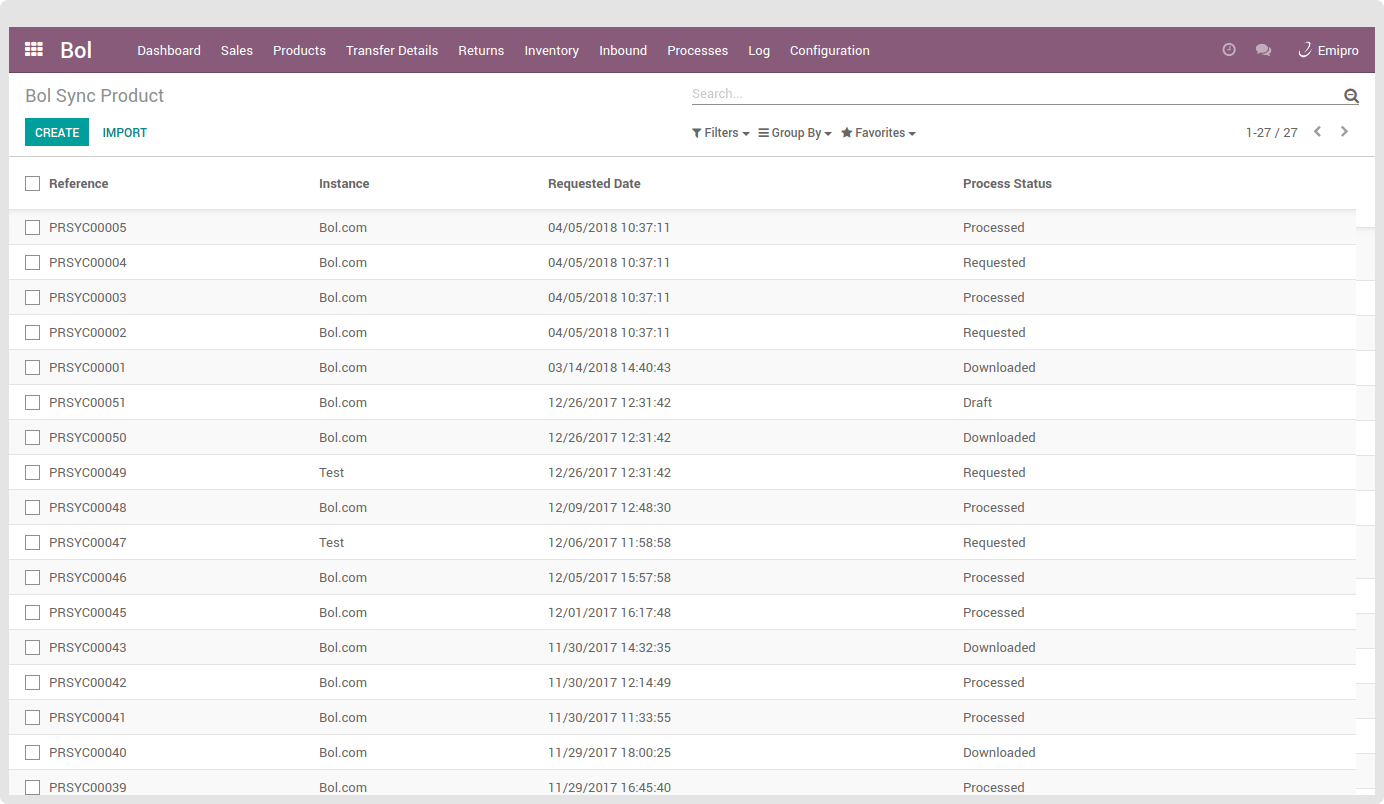 Bol Dashboard Sales Products Transfer Details Returns Inventory Inbound Processes Log Configuration Emipro
Bol Sync Product Search...
CREATE IMPORT Filters Group By Favorites 1-27 / 27
Reference Instance Requested Date Process Status
PRSYC00005 Bol.com 04/05/2018 10:37:11 Processed
PRSYC00004 Bol.com 04/05/2018 10:37:11 Requested
PRSYC00003 Bol.com 04/05/2018 10:37:11 Processed
PRSYC00002 Bol.com 04/05/2018 10:37:11 Requested
PRSYC00001 Bol.com 03/14/2018 14:40:43 Downloaded
PRSYC00051 Bol.com 12/26/2017 12:31:42 Draft
PRSYC00050 Bol.com 12/26/2017 12:31:42 Downloaded
PRSYC00049 Test 12/26/2017 12:31:42 Requested
PRSYC00048 Bol.com 12/09/2017 12:48:30 Processed
PRSYC00047 Test 12/06/2017 11:58:58 Requested
PRSYC00046 Bol.com 12/05/2017 15:57:58 Processed
PRSYC00045 Bol.com 12/01/2017 16:17:48 Processed
PRSYC00043 Bol.com 11/30/2017 14:32:35 Downloaded
PRSYC00042 Bol.com 11/30/2017 12:14:49 Processed
PRSYC00041 Bol.com 11/30/2017 11:33:55 Processed
PRSYC00040 Bol.com 11/29/2017 18:00:25 Downloaded
PRSYC00039 Bol.com 11/29/2017 16:45:40 Processed